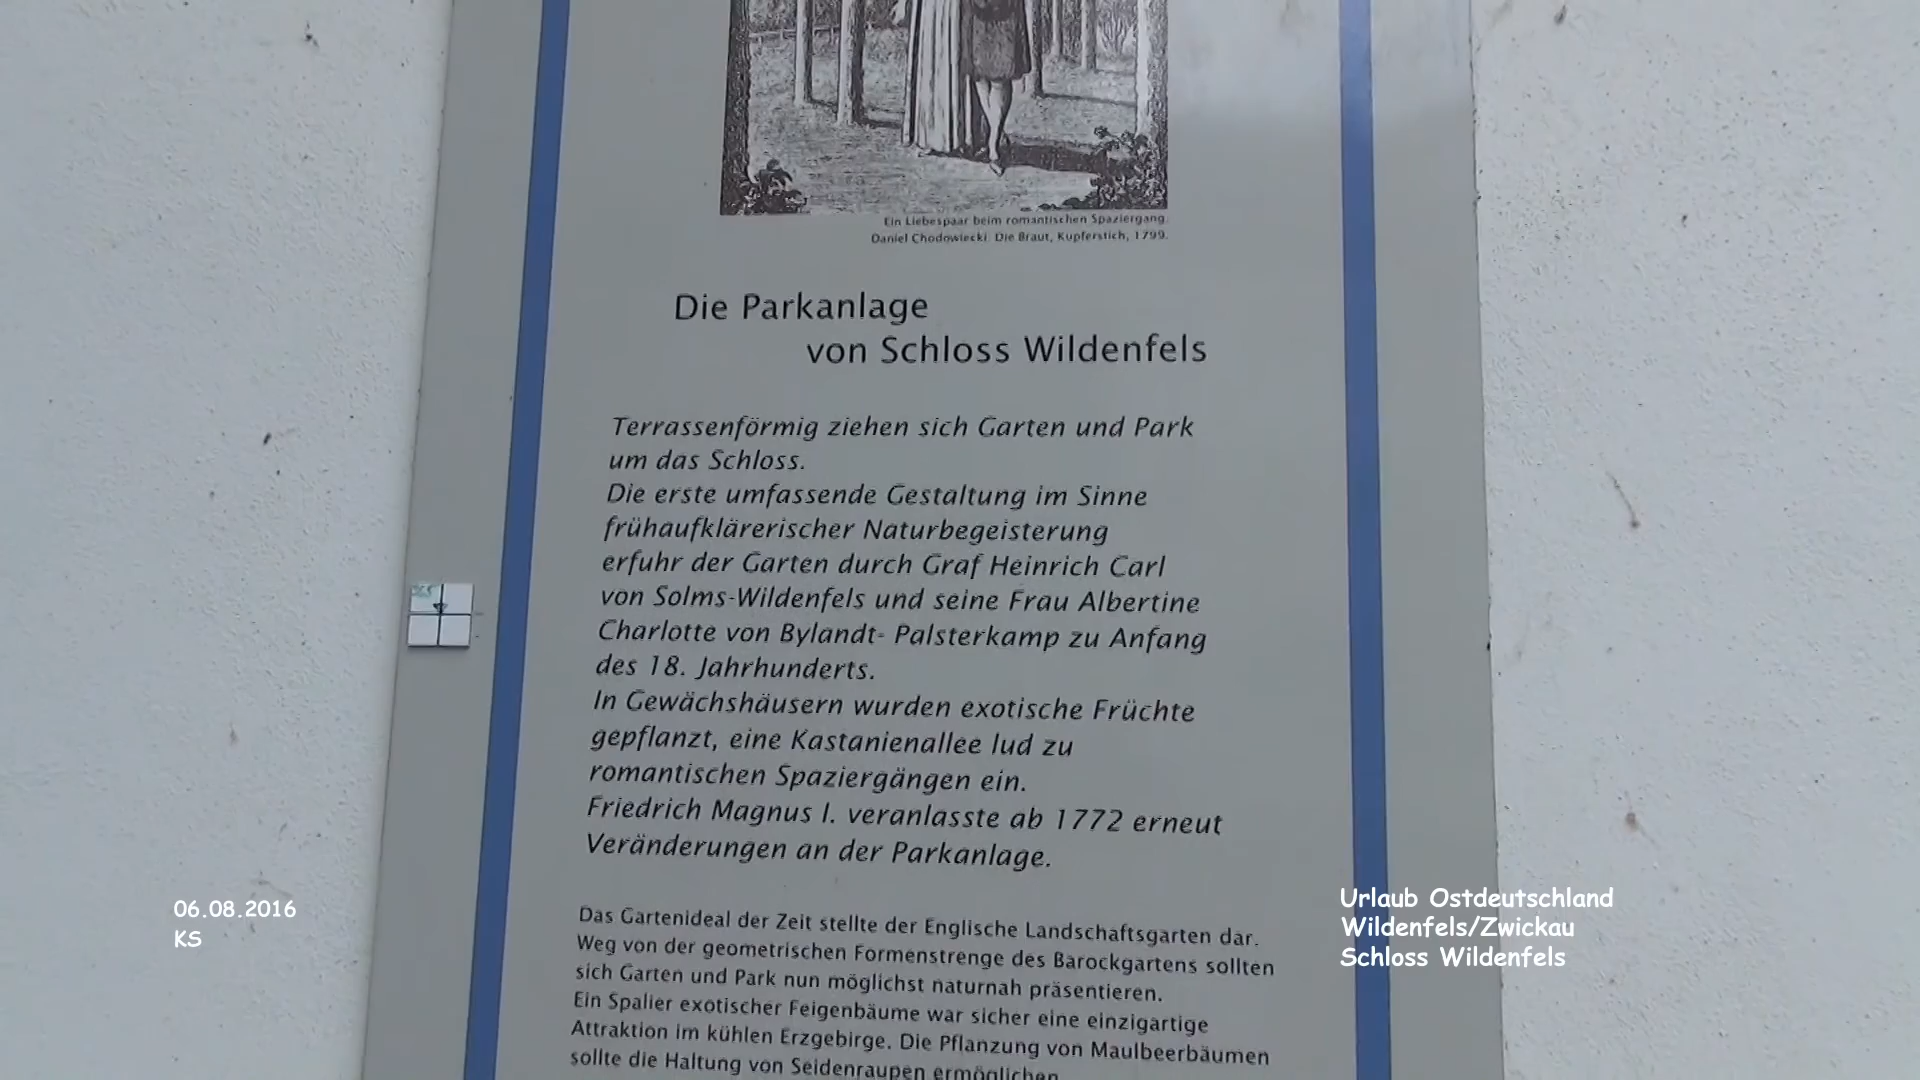 Ein Liebespaar beim romantischen Spaziergang.
Daniel Chodowiecki: Die Braut, Kupferstich, 1799.
Die Parkanlage
von Schloss Wildenfels
Terrassenförmig ziehen sich Garten und Park
um das Schloss.
Die erste umfassende Gestaltung im Sinne
frühaufklärerischer Naturbegeisterung
erfuhr der Garten durch Graf Heinrich Carl
von Solms-Wildenfels und seine Frau Albertine
Charlotte von Bylandt- Palsterkamp zu Anfang
des 18. Jahrhunderts.
In Gewächshäusern wurden exotische Früchte
gepflanzt, eine Kastanienallee lud zu
romantischen Spaziergängen ein.
Friedrich Magnus I. veranlasste ab 1772 erneut
Veränderungen an der Parkanlage.
Das Gartenideal der Zeit stellte der Englische Landschaftsgarten dar.
Weg von der geometrischen Formenstrenge des Barockgartens sollten
sich Garten und Park nun möglichst naturnah präsentieren.
Ein Spalier exotischer Feigenbäume war sicher eine einzigartige
Attraktion im kühlen Erzgebirge. Die Pflanzung von Maulbeerbäumen
sollte die Haltung von Seidenraupen ermöglichen.
06.08.2016
KS
Urlaub Ostdeutschland
Wildenfels/Zwickau
Schloss Wildenfels